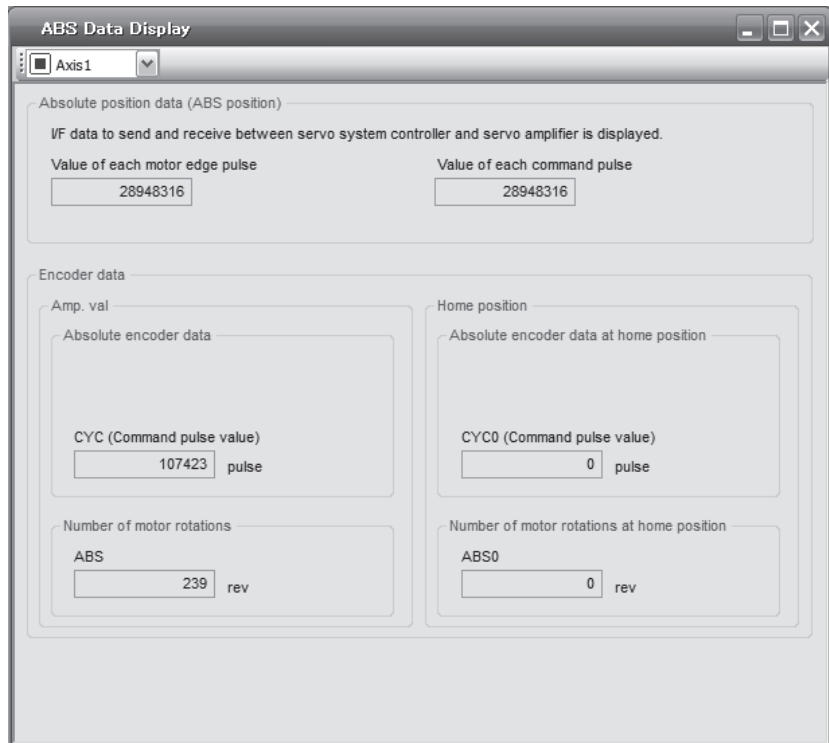 ABS Data Display
Axis1
Absolute position data (ABS position)
I/F data to send and receive between servo system controller and servo amplifier is displayed.
Value of each motor edge pulse
Value of each command pulse
28948316
28948316
Encoder data
Amp. val
Home position
Absolute encoder data
Absolute encoder data at home position
CYC (Command pulse value)
CYC0 (Command pulse value)
107423 pulse
0 pulse
Number of motor rotations
Number of motor rotations at home position
ABS
ABS0
239 rev
0 rev